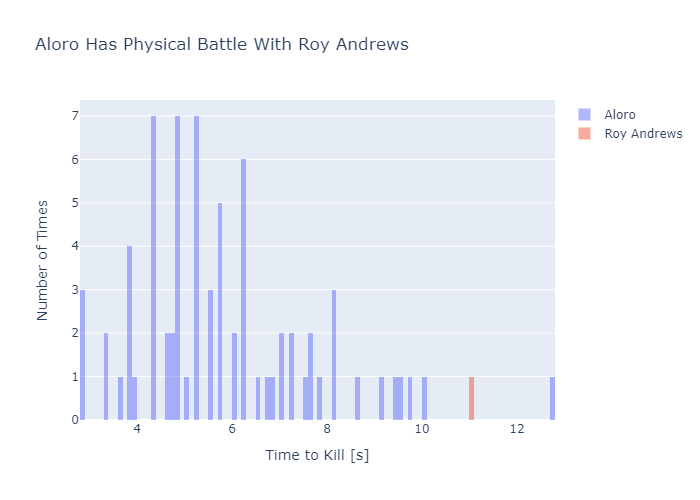 Aloro Has Physical Battle With Roy Andrews
Aloro
Roy Andrews
Number of Times
7
6
5
4
3
2
1
0
4
6
8
10
12
Time to Kill [s]